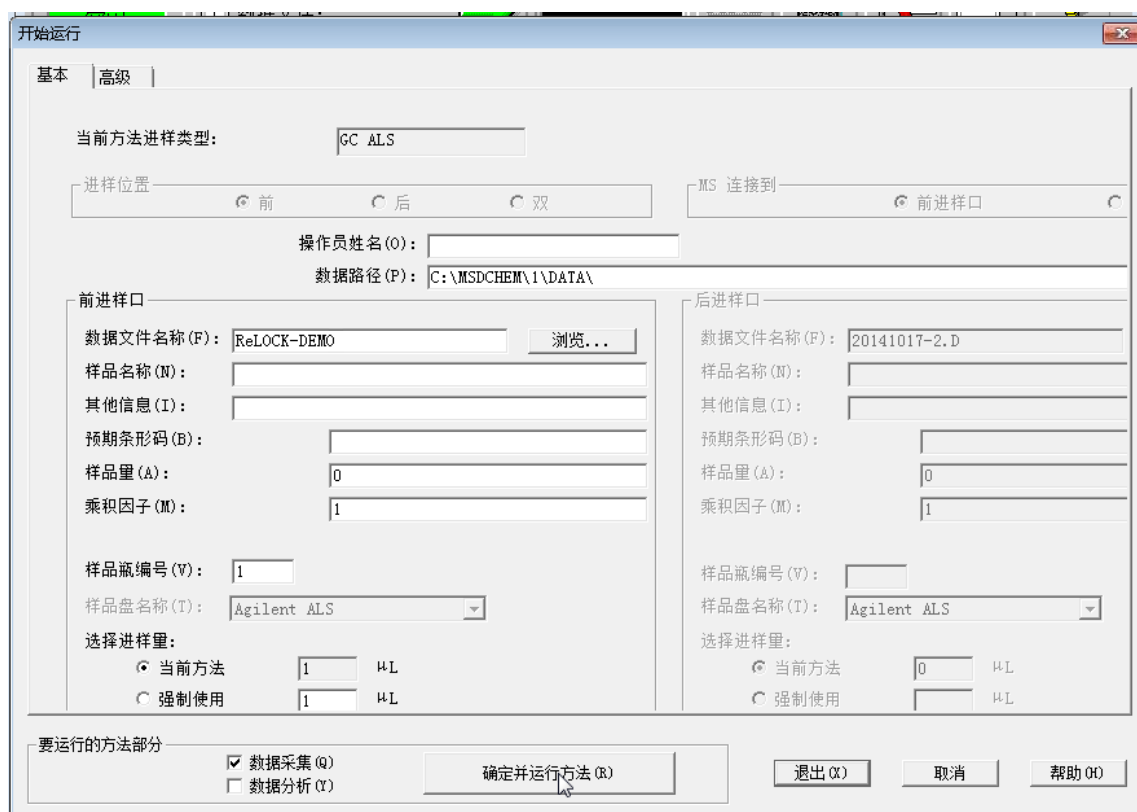 开始运行
基本 高级
当前方法进样类型: GC ALS
进样位置
前 后 双
MS 连接到
前进样口
操作员姓名(O):
数据路径(P): C:\MSDCHEM\1\DATA\
前进样口
数据文件名称(F): ReLOCK-DEMO 浏览...
样品名称(N):
其他信息(I):
预期条形码(B):
样品量(A): 0
乘积因子(M): 1
样品瓶编号(V): 1
样品盘名称(T): Agilent ALS
选择进样量:
当前方法 1 μL
强制使用 1 μL
后进样口
数据文件名称(F): 20141017-2.D
样品名称(N):
其他信息(I):
预期条形码(B):
样品量(A): 0
乘积因子(M): 1
样品瓶编号(V):
样品盘名称(T): Agilent ALS
选择进样量:
当前方法 0 μL
强制使用 μL
要运行的方法部分
数据采集(Q)
数据分析(Y)
确定并运行方法(R)
退出(X) 取消 帮助(H)